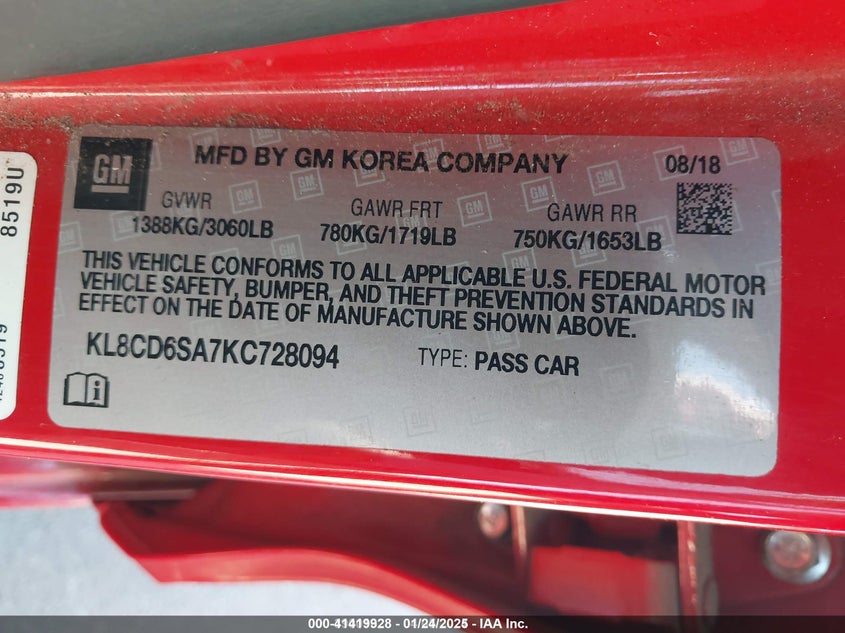 GM
MFD BY GM KOREA COMPANY
08/18
GVWR
GAWR FRT
GAWR RR
1388KG/3060LB
780KG/1719LB
750KG/1653LB
THIS VEHICLE CONFORMS TO ALL APPLICABLE U.S. FEDERAL MOTOR
VEHICLE SAFETY, BUMPER, AND THEFT PREVENTION STANDARDS IN
EFFECT ON THE DATE OF MANUFACTURE SHOWN ABOVE.
KL8CD6SA7KC728094
TYPE: PASS CAR
8519U
000-41419928 - 01/24/2025 - IAA Inc.